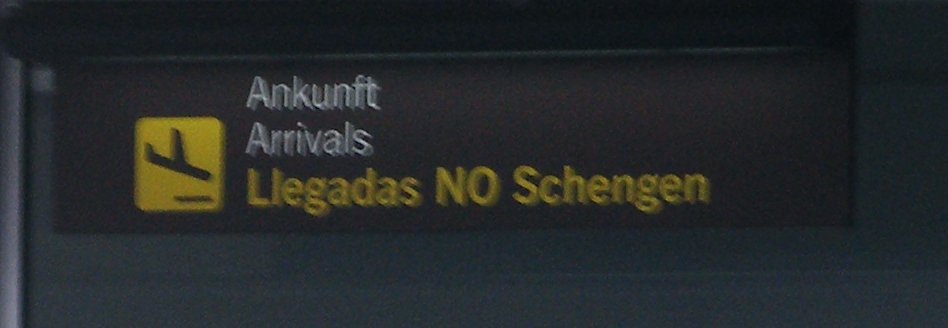 Ankunft
Arrivals
Llegadas NO Schengen